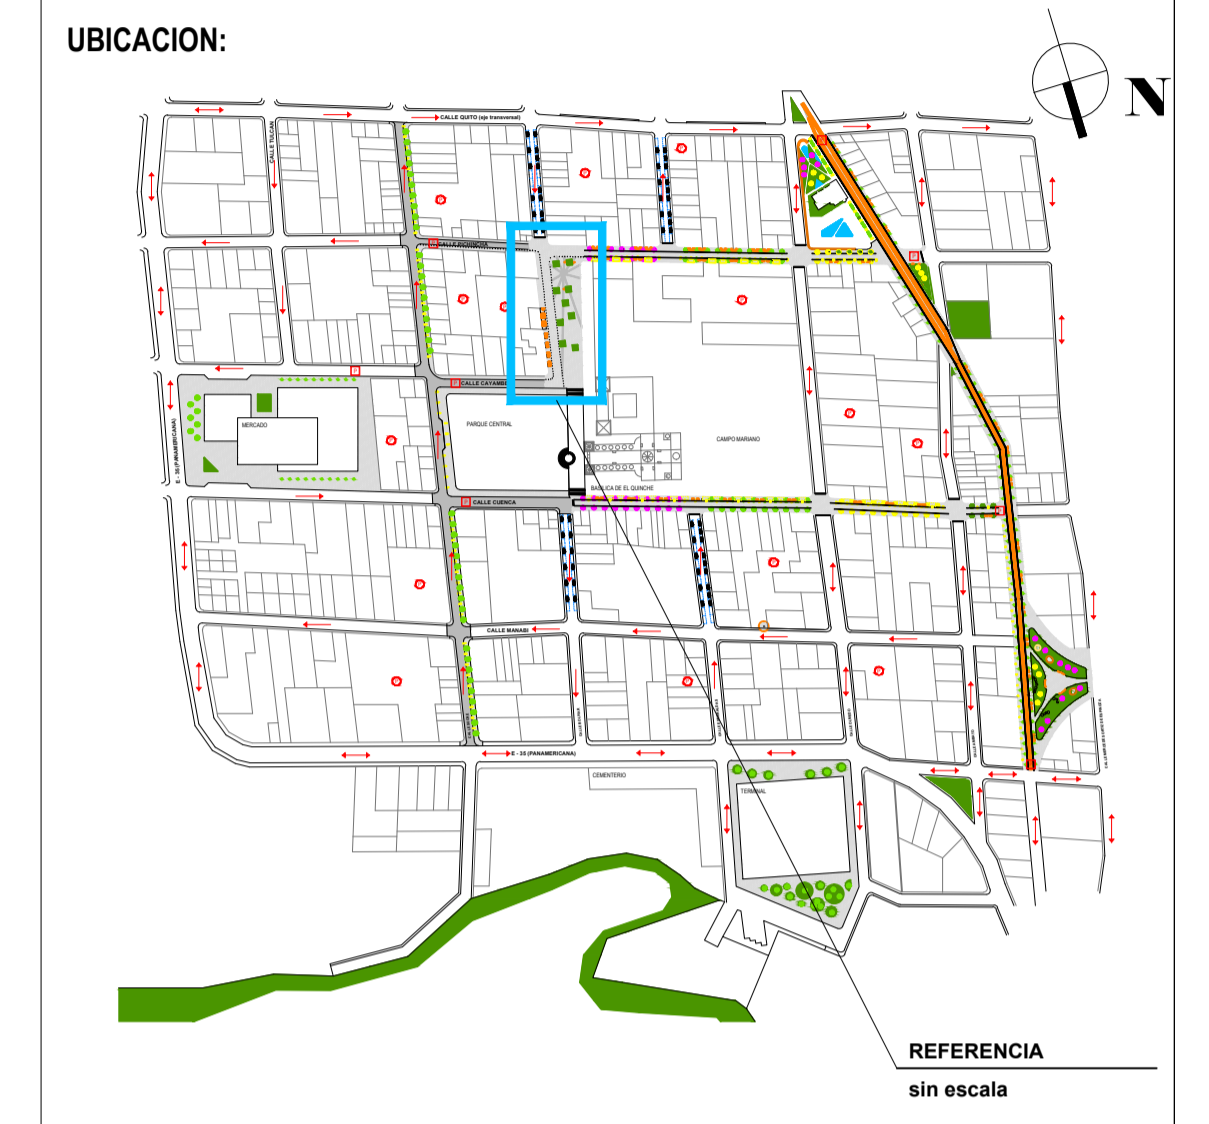 UBICACION:
N
CALLE QUITO (eje transversal)
CALLE TULCAN
CALLE PICHINCHA
CALLE CAYAMBE
MERCADO
PARQUE CENTRAL
CAMPO MARIANO
E - 35 (PANAMERICANA)
BASILICA DE EL QUINCHE
CALLE CUENCA
CALLE MANABI
E - 35 (PANAMERICANA)
CEMENTERIO
TERMINAL
REFERENCIA
sin escala